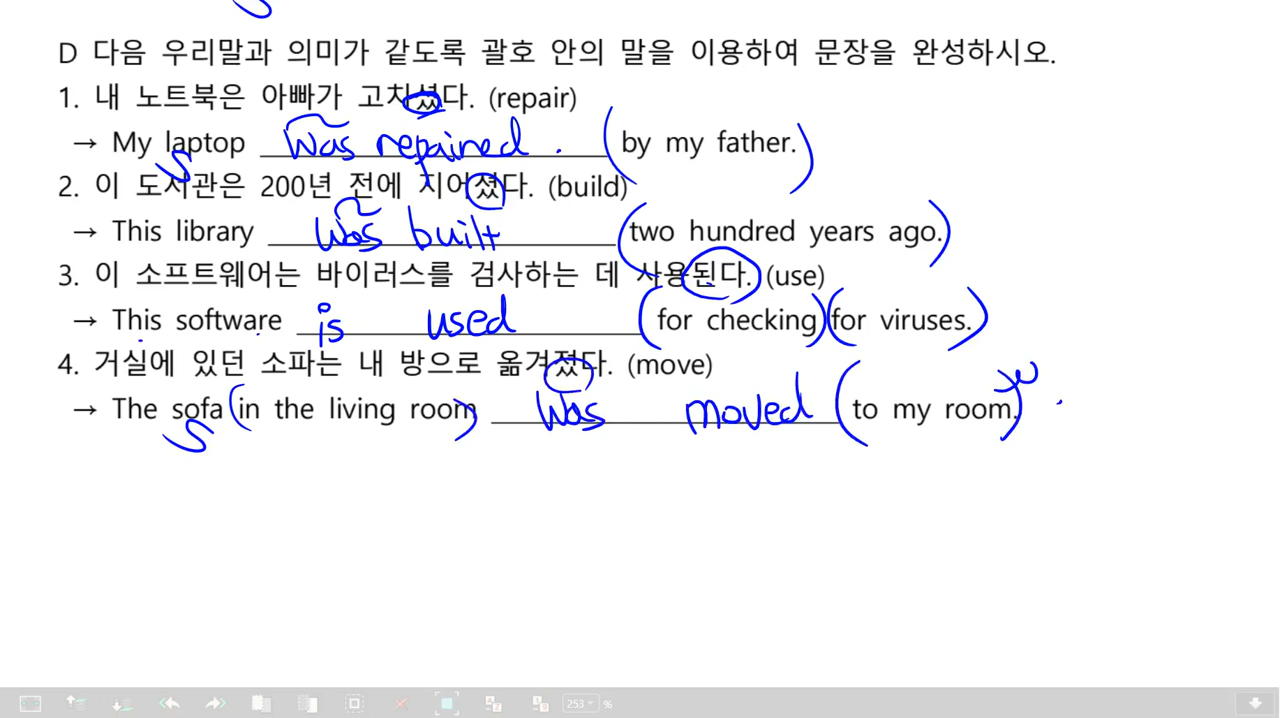 D 다음 우리말과 의미가 같도록 괄호 안의 말을 이용하여 문장을 완성하시오.
1. 내 노트북은 아빠가 고치셨다. (repair)
→ My laptop was repaired. (by my father.)
S
2. 이 도서관은 200년 전에 지어졌다. (build)
→ This library was built (two hundred years ago.)
3. 이 소프트웨어는 바이러스를 검사하는 데 사용된다. (use)
→ This software is used (for checking)(for viruses.)
4. 거실에 있던 소파는 내 방으로 옮겨졌다. (move)
→ The sofa (in the living room) was moved (to my room.)
S
253 %